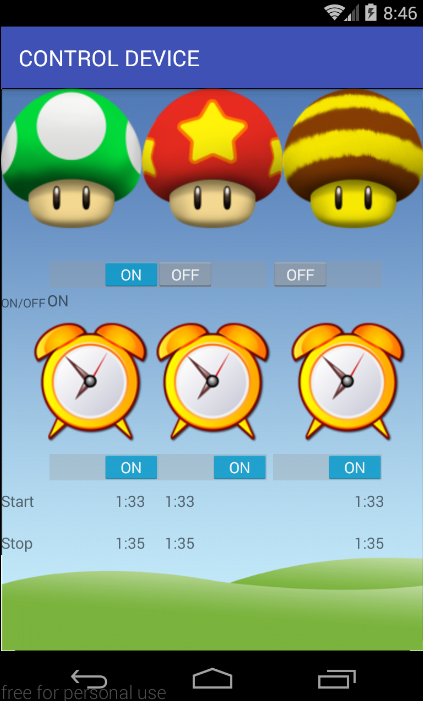 8:46
CONTROL DEVICE
ON OFF OFF
ON/OFF ON
ON ON ON
Start 1:33 1:33 1:33
Stop 1:35 1:35 1:35
free for personal use